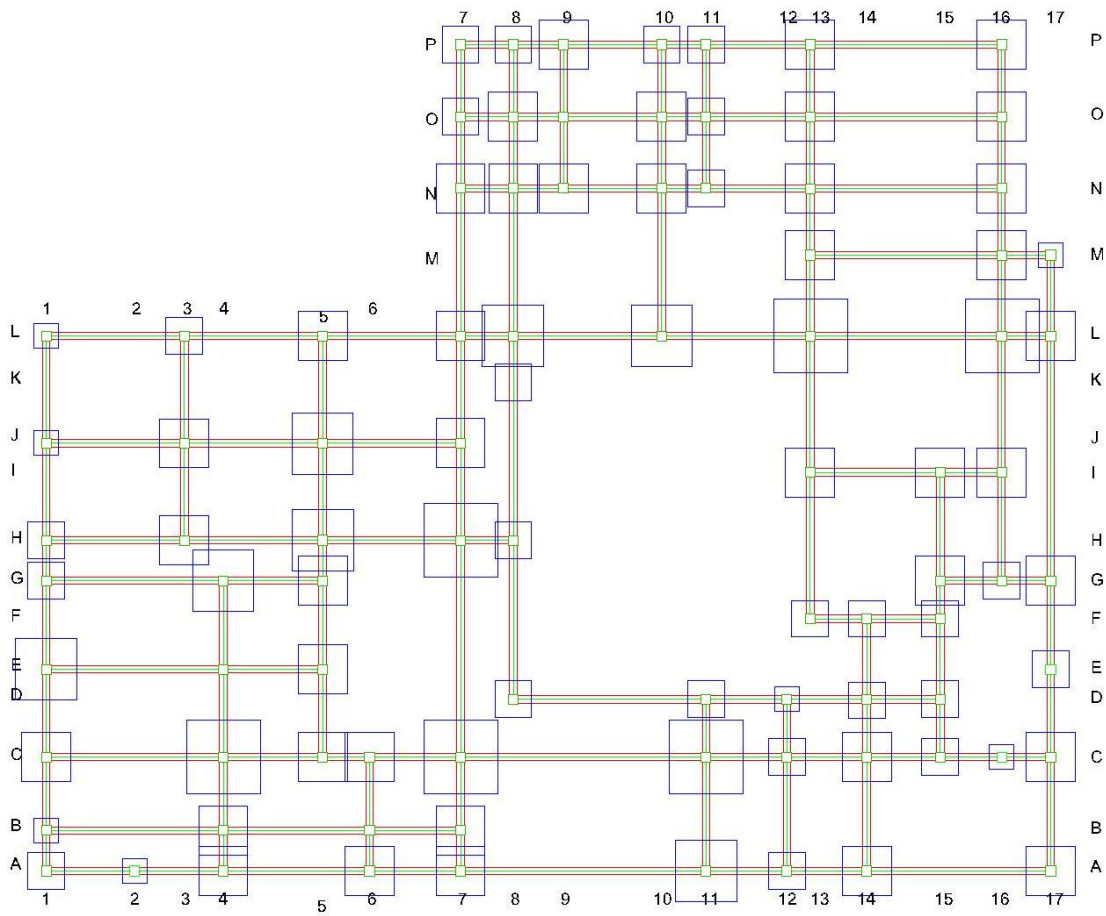 7 8 9 10 11 12 13 14 15 16 17
P P
O O
N N
M M
1 2 3 4 5 6
L L
K K
J J
I I
H H
G G
F F
E E
D D
C C
B B
A A
1 2 3 4 5 6 7 8 9 10 11 12 13 14 15 16 17